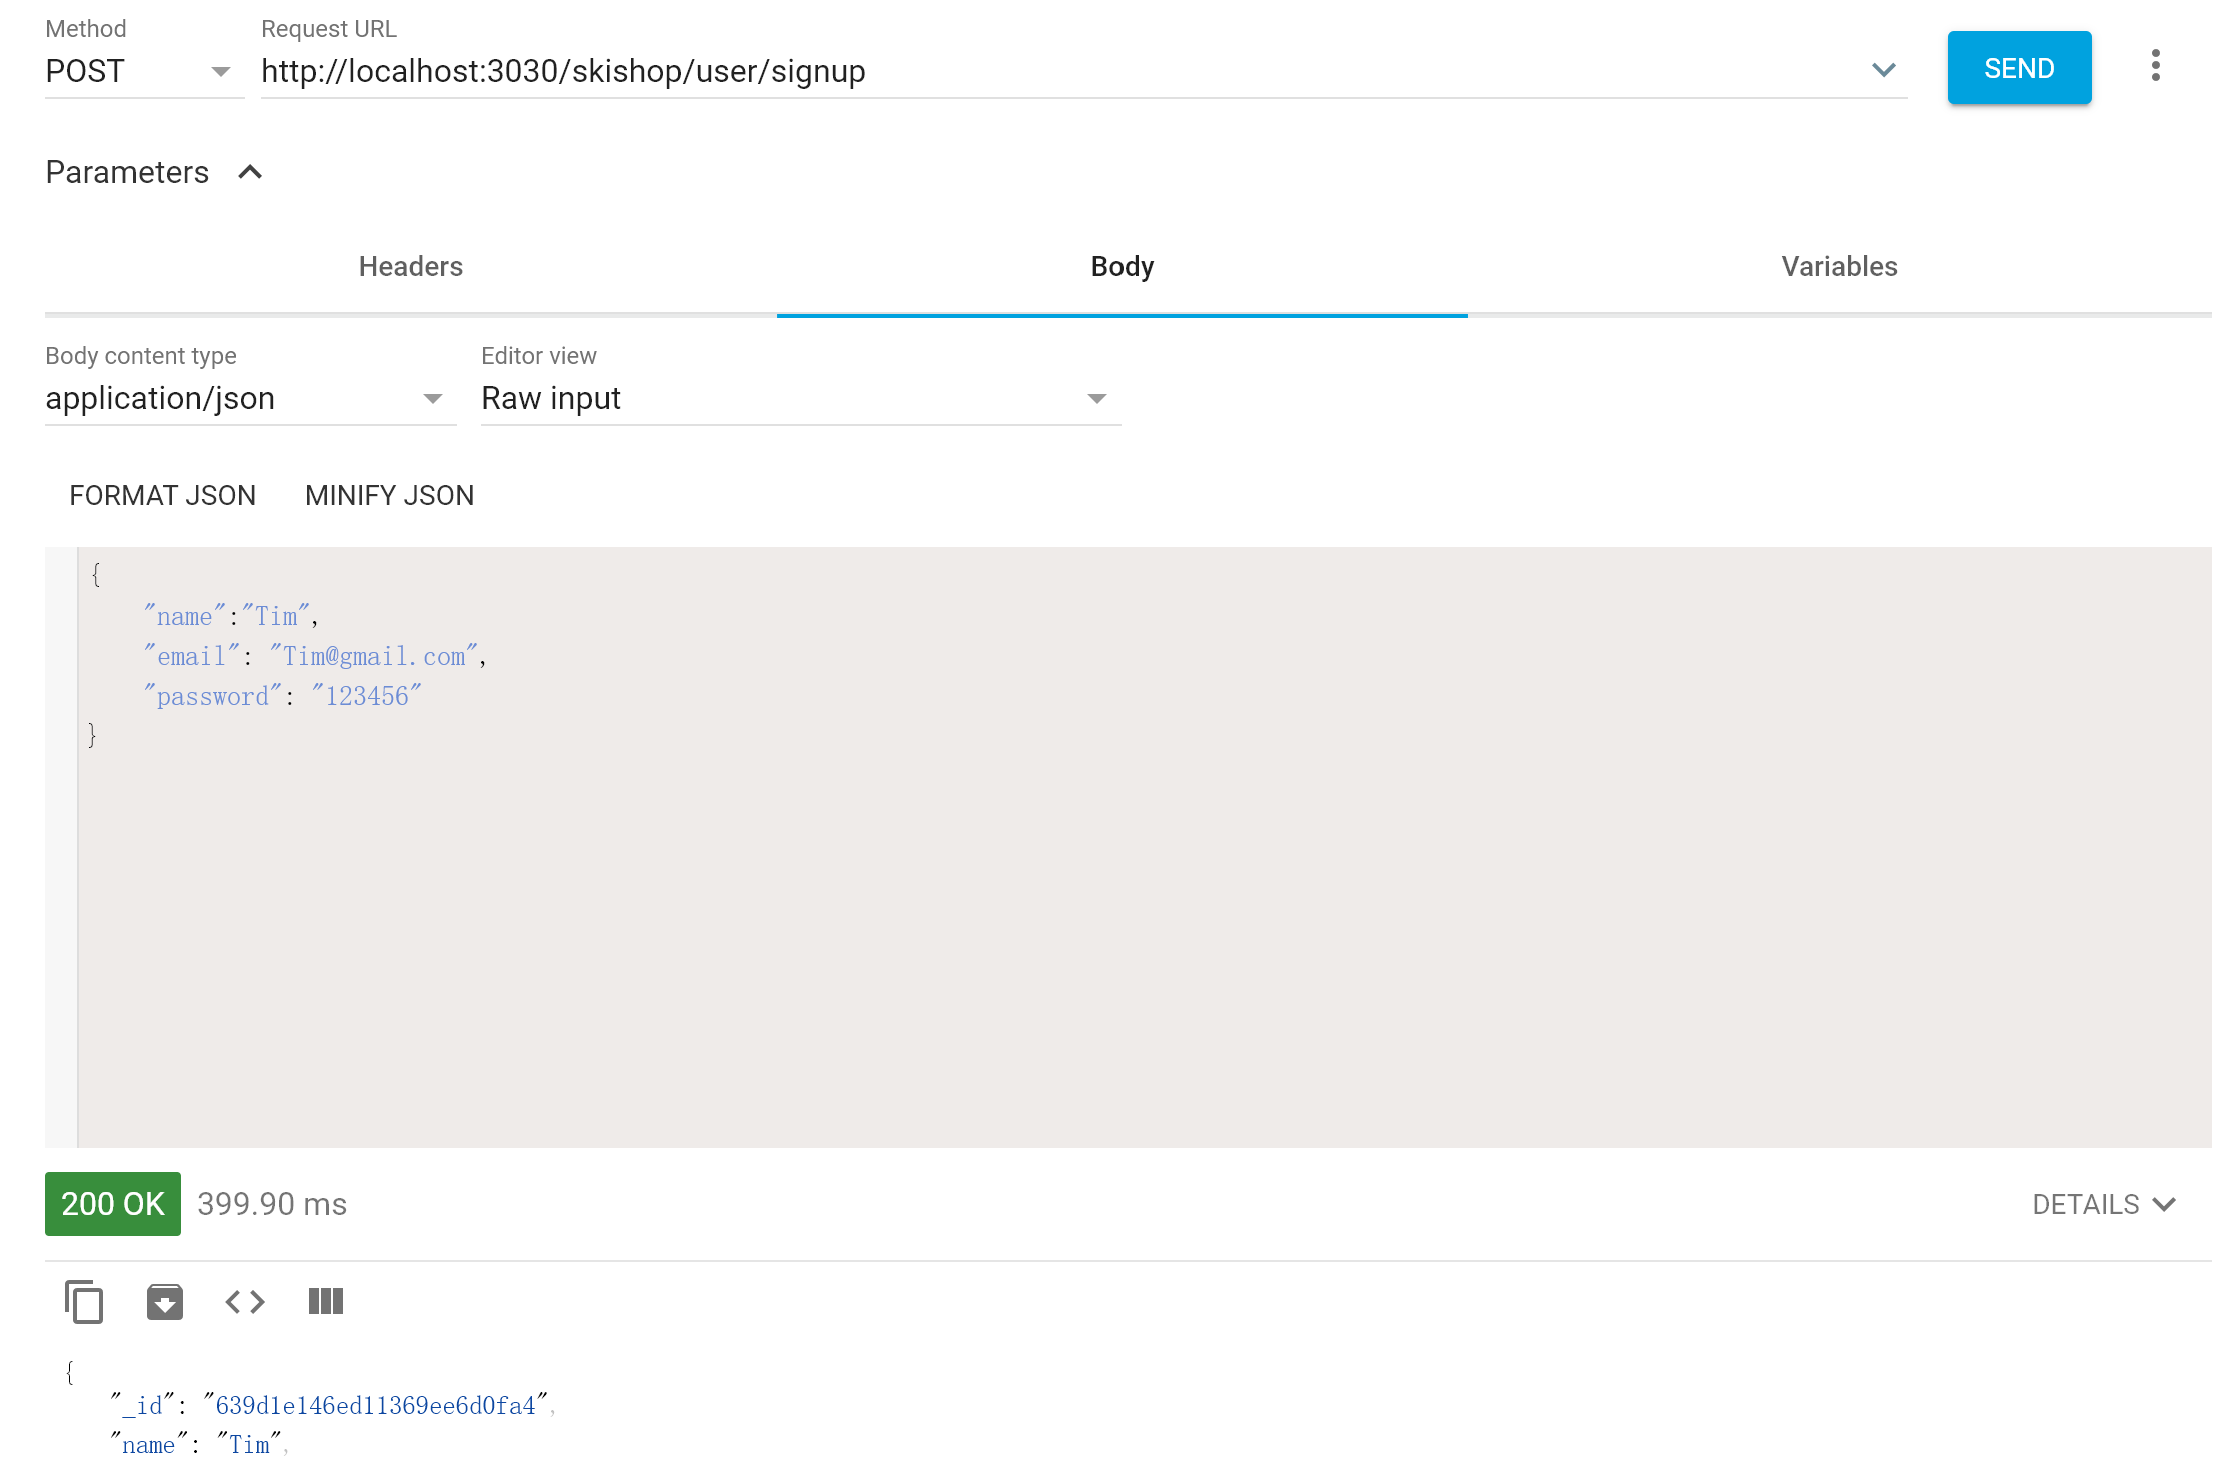 Method
Request URL
POST
http://localhost:3030/skishop/user/signup
SEND
Parameters
Headers
Body
Variables
Body content type
Editor view
application/json
Raw input
FORMAT JSON
MINIFY JSON
{
"name":"Tim",
"email": "Tim@gmail.com",
"password": "123456"
}
200 OK
399.90 ms
DETAILS
{
"_id": "639d1e146ed11369ee6d0fa4",
"name": "Tim",